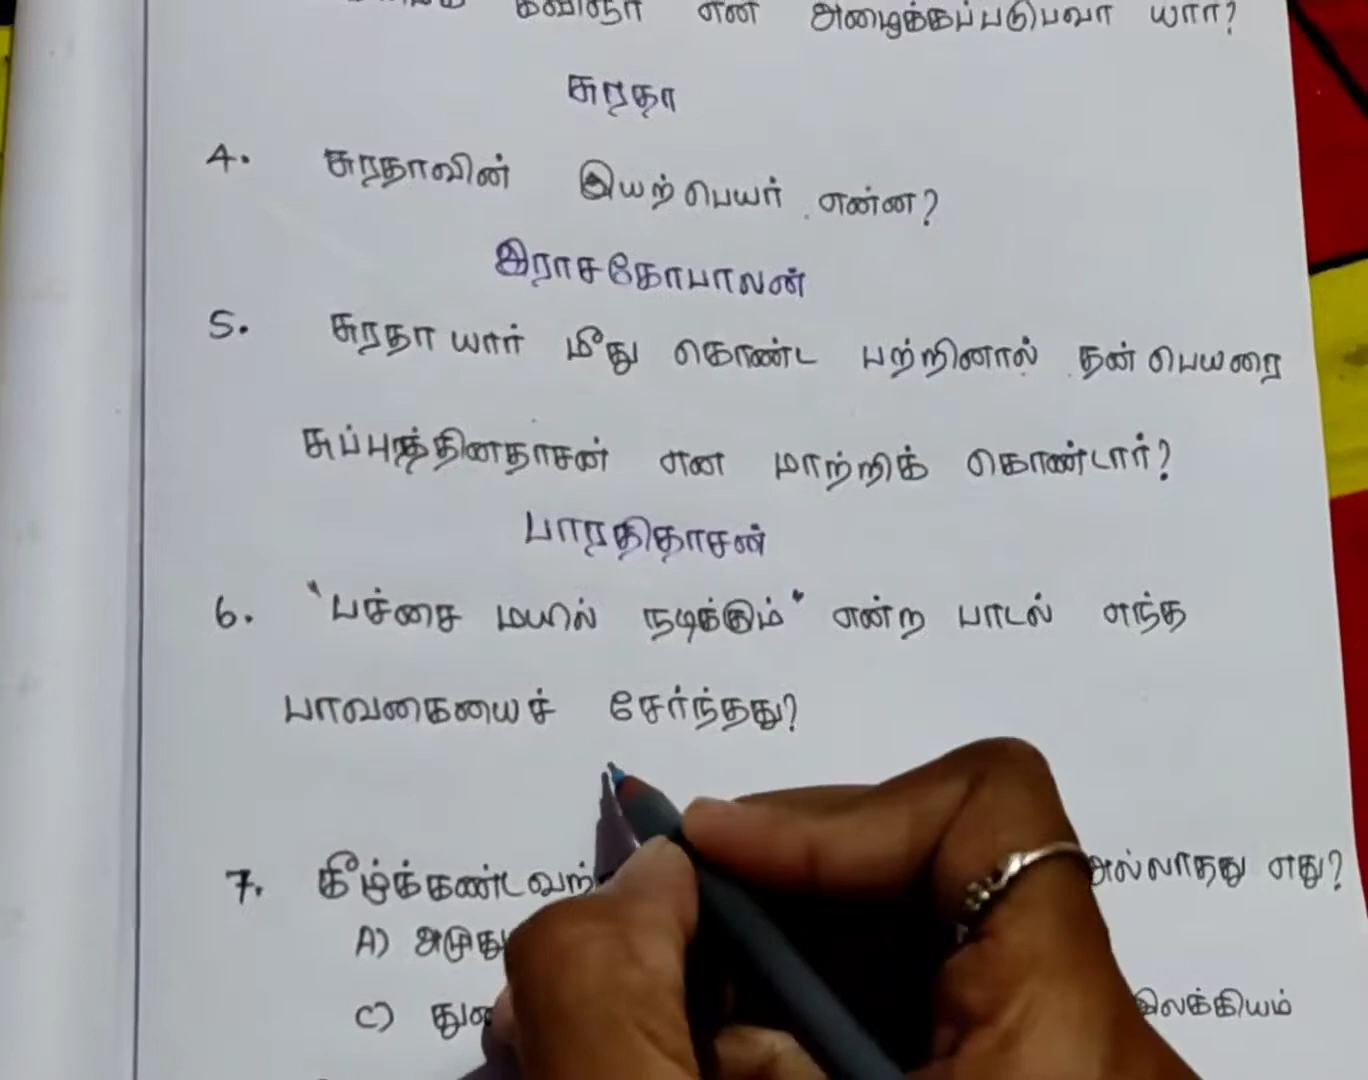 என அழைக்கப்படுபவர் யார்?
சுரதா
4. சுரதாவின் இயற்பெயர் என்ன?
இராசகோபாலன்
5. சுரதா யார் மீது கொண்ட பற்றினால் தன் பெயரை
சுப்புரத்தினதாசன் என மாற்றிக் கொண்டார்?
பாரதிதாசன்
6. "பச்சை மயில் நடிக்கும்" என்ற பாடல் எந்த
பாவகையைச் சேர்ந்தது?
7. அல்லாதது எது?
A)
C) இலக்கியம்